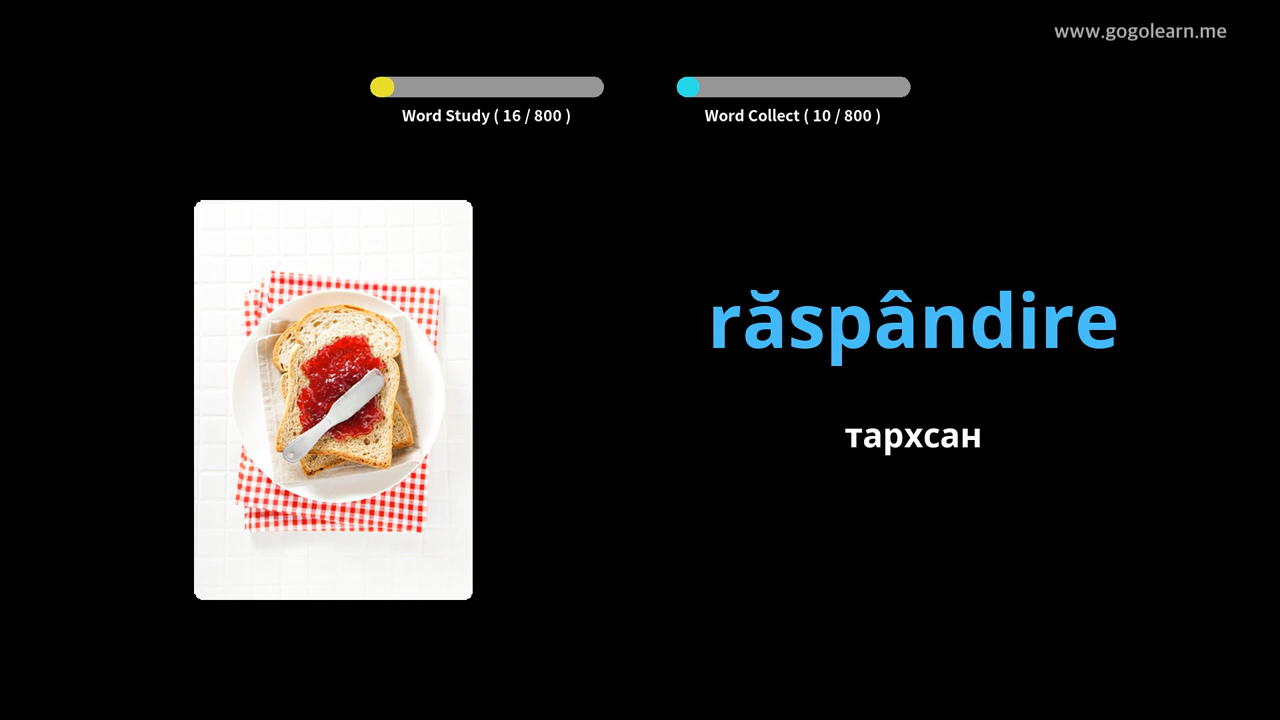 www.gogolearn.me
Word Study ( 16 / 800 )
Word Collect ( 10 / 800 )
răspândire
тархсан